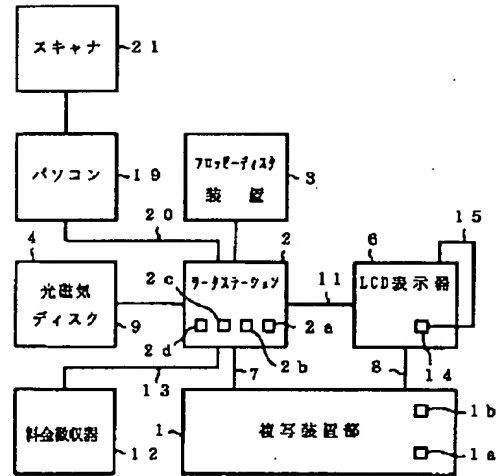 スキャナ
21
パソコン
19
フロッピーディスク
装置
3
20
15
4
2
6
光磁気
ディスク
9
2c
ワークステーション
11
LCD表示器
2d
2b
2a
14
13
7
8
料金徴収器
12
1
複写装置部
1b
1a